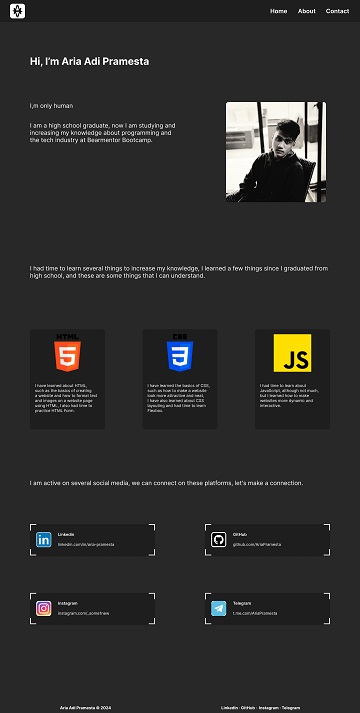 Home About Contact
Hi, I'm Aria Adi Pramesta
I,m only human
I am a high school graduate, now I am studying and
increasing my knowledge about programming and
the tech industry at Bearmentor Bootcamp.
I had time to learn several things to increase my knowledge, I learned a few things since I graduated from
high school, and these are some things that I can understand.
HTML
5
I have learned about HTML,
such as the basics of creating
a website and how to format text
and images on a website page
using HTML, I also had time to
practice HTML Form.
CSS
3
I have learned the basics of CSS,
such as how to make a website
look more attractive and neat,
I have also learned about CSS
layouting and had time to learn
Flexbox.
JS
I had time to learn about
JavaScript, although not much,
but I learned how to make
websites more dynamic and
interactive.
I am active on several social media, we can connect on these platforms, let's make a connection.
in
Linkedin
linkedin.com/in/aria-pramesta
GitHub
github.com/AriaPramesta
Instagram
Telegram
t.me.com/AriaPramesta
Aria Adi Pramesta © 2024
Linkedin · GitHub · Instagram · Telegram